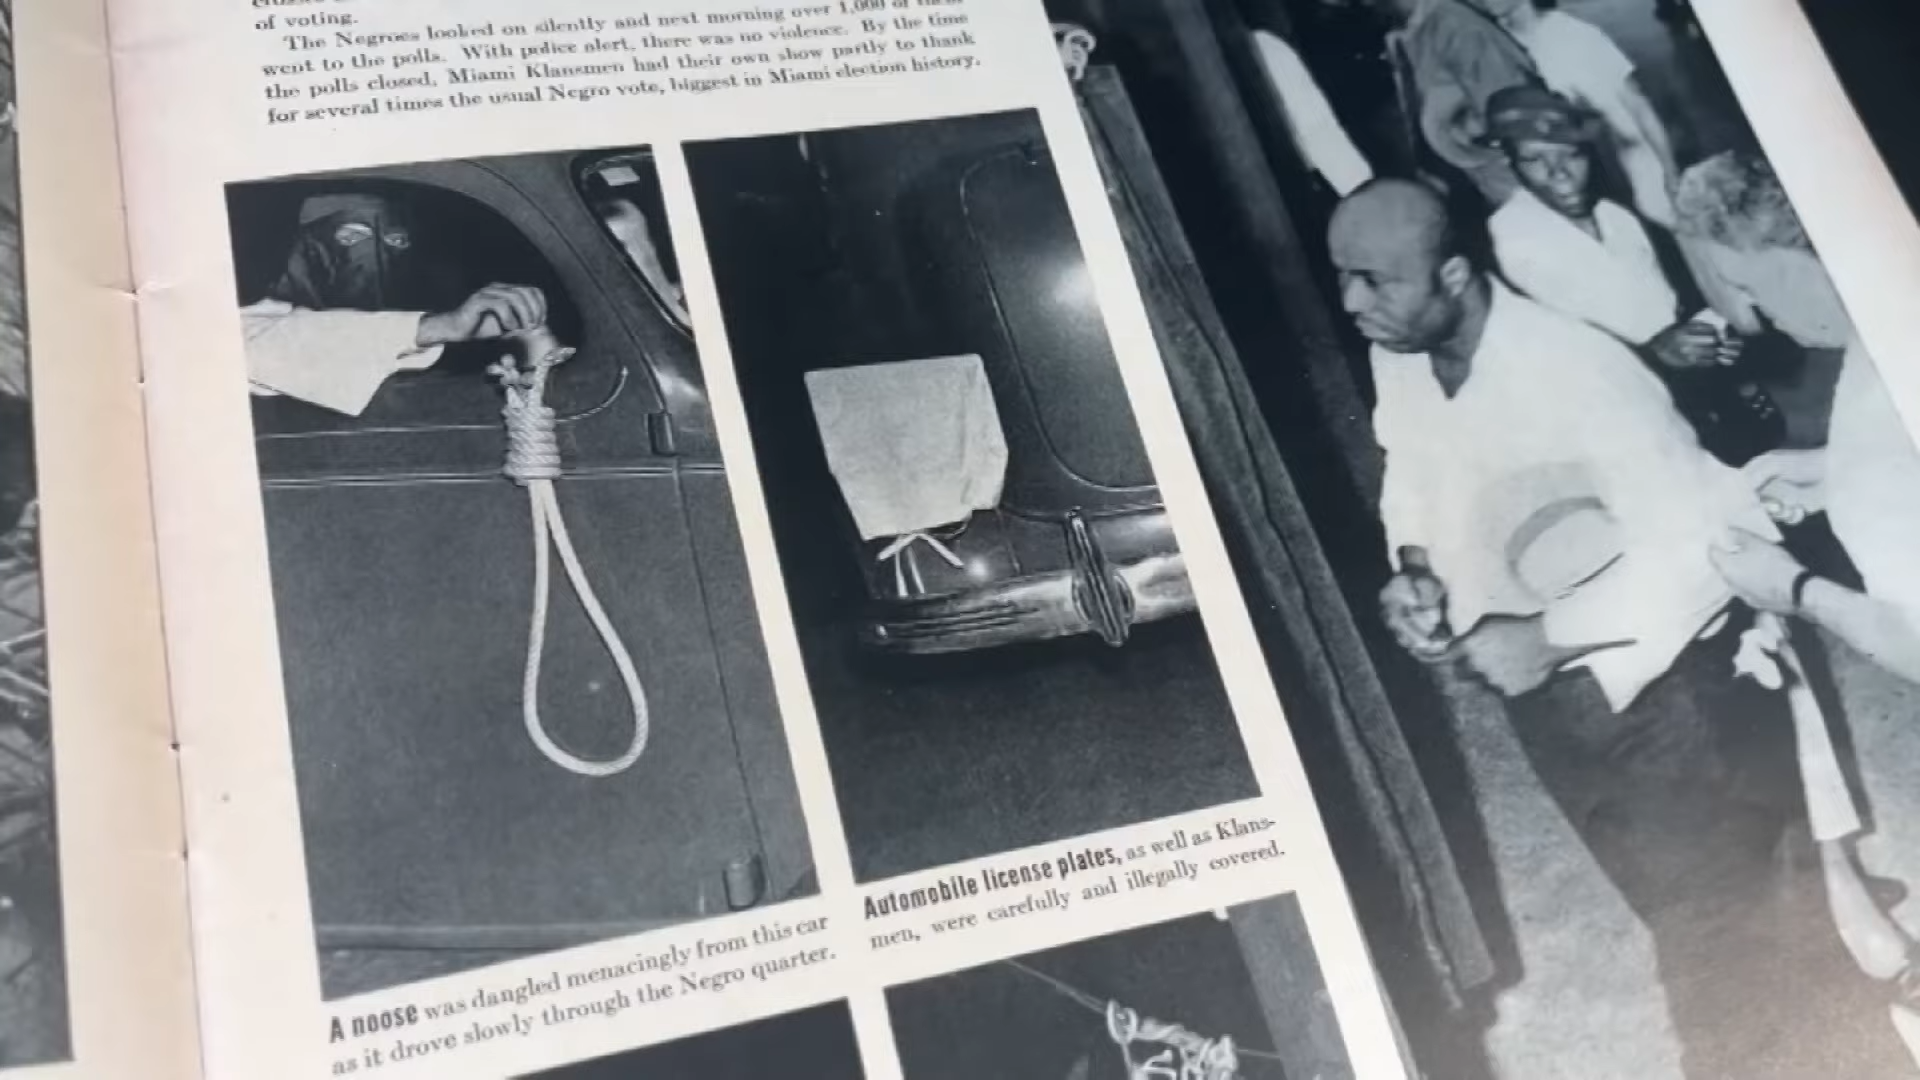 of voting.
The Negroes looked on silently and next morning over 1,000 of them
went to the polls. With police alert, there was no violence. By the time
the polls closed, Miami Klansmen had their own show partly to thank
for several times the usual Negro vote, biggest in Miami election history.
A noose was dangled menacingly from this car
as it drove slowly through the Negro quarter.
Automobile license plates, as well as Klans-
men, were carefully and illegally covered.